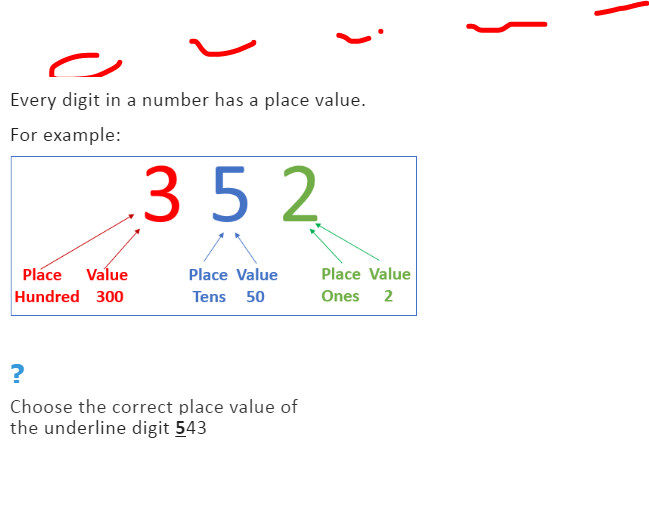 Every digit in a number has a place value.
For example:
3 5 2
Place Value Place Value Place Value
Hundred 300 Tens 50 Ones 2
?
Choose the correct place value of
the underline digit 543